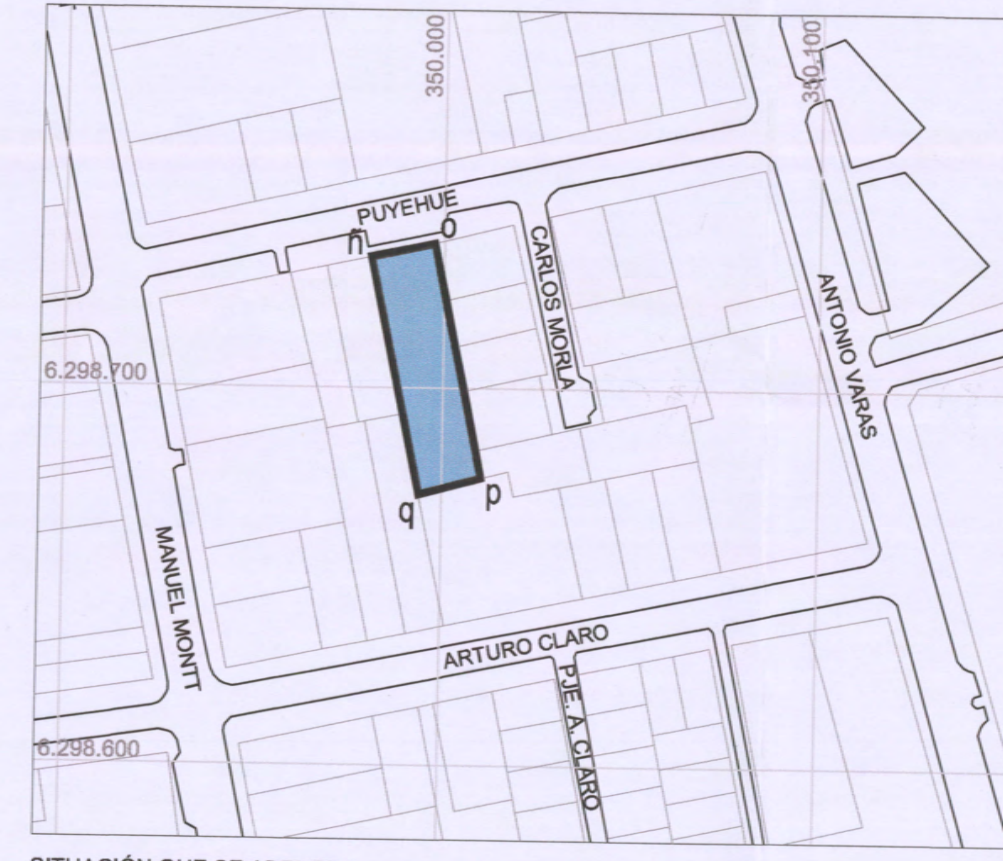 350.000
350.100
PUYEHUE
ñ
o
CARLOS MORLA
ANTONIO VARAS
6.298.700
q
p
MANUEL MONTT
ARTURO CLARO
PJE. A. CLARO
6.298.600